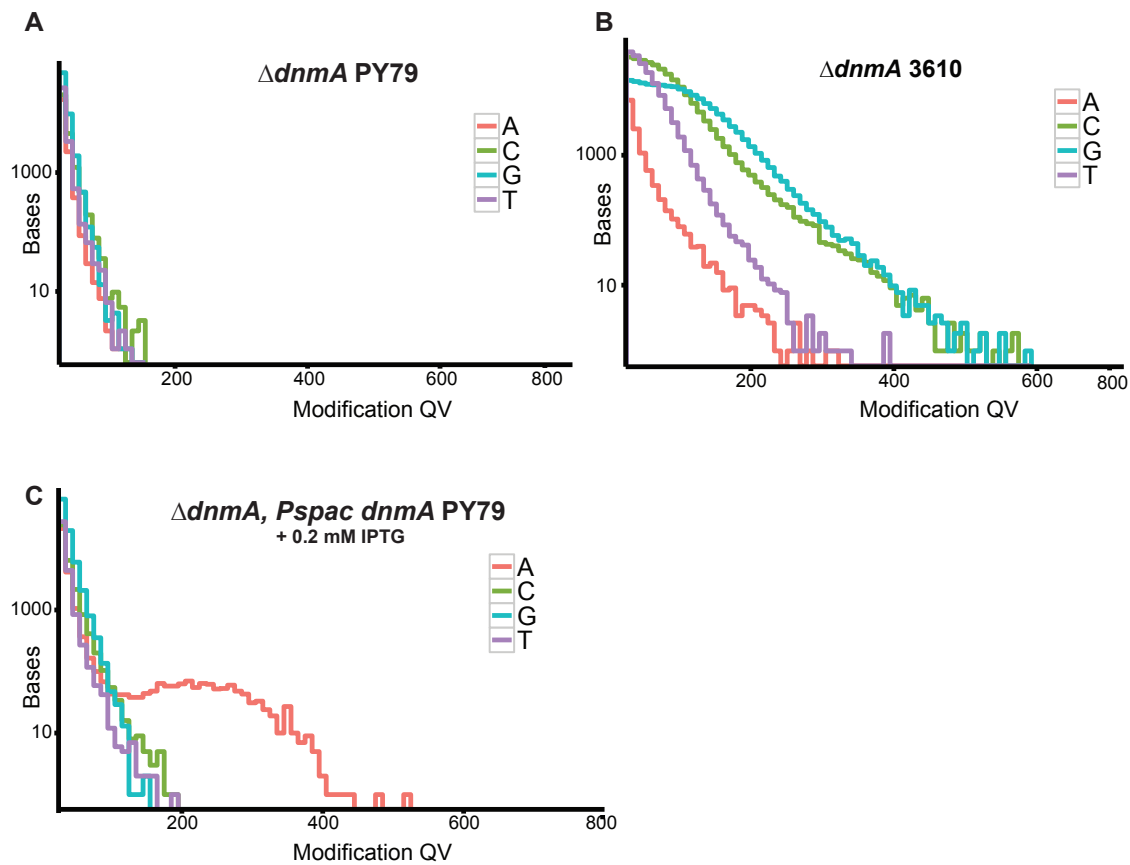 A
ΔdnmA PY79
A
C
G
T
1000
10
Bases
200
400
600
800
Modification QV
B
ΔdnmA 3610
A
C
G
T
1000
10
Bases
200
400
600
800
Modification QV
C
ΔdnmA, Pspac dnmA PY79
+ 0.2 mM IPTG
A
C
G
T
1000
10
Bases
200
400
600
800
Modification QV